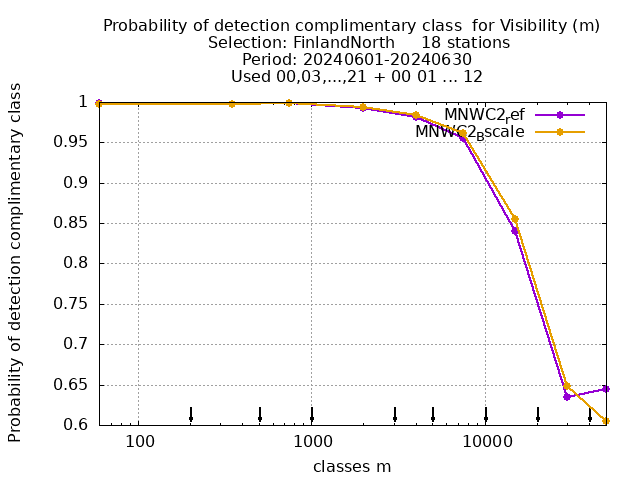 Probability of detection complimentary class  for Visibility (m)
Selection: FinlandNorth     18 stations
Period: 20240601-20240630
Used 00,03,...,21 + 00 01 ... 12
Probability of detection complimentary class
1
0.95
0.9
0.85
0.8
0.75
0.7
0.65
0.6
MNWC2ref
MNWC2Bscale
100
1000
10000
classes m